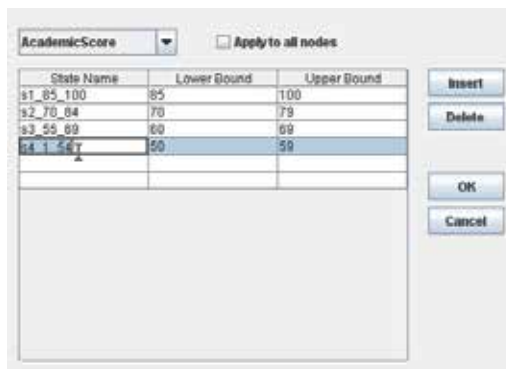 AcademicScore Apply to all nodes
State Name Lower Bound Upper Bound Insert
s1_85_100 85 100
s2_70_84 70 79 Delete
s3_55_69 60 69
s4_1_54 50 59
OK
Cancel